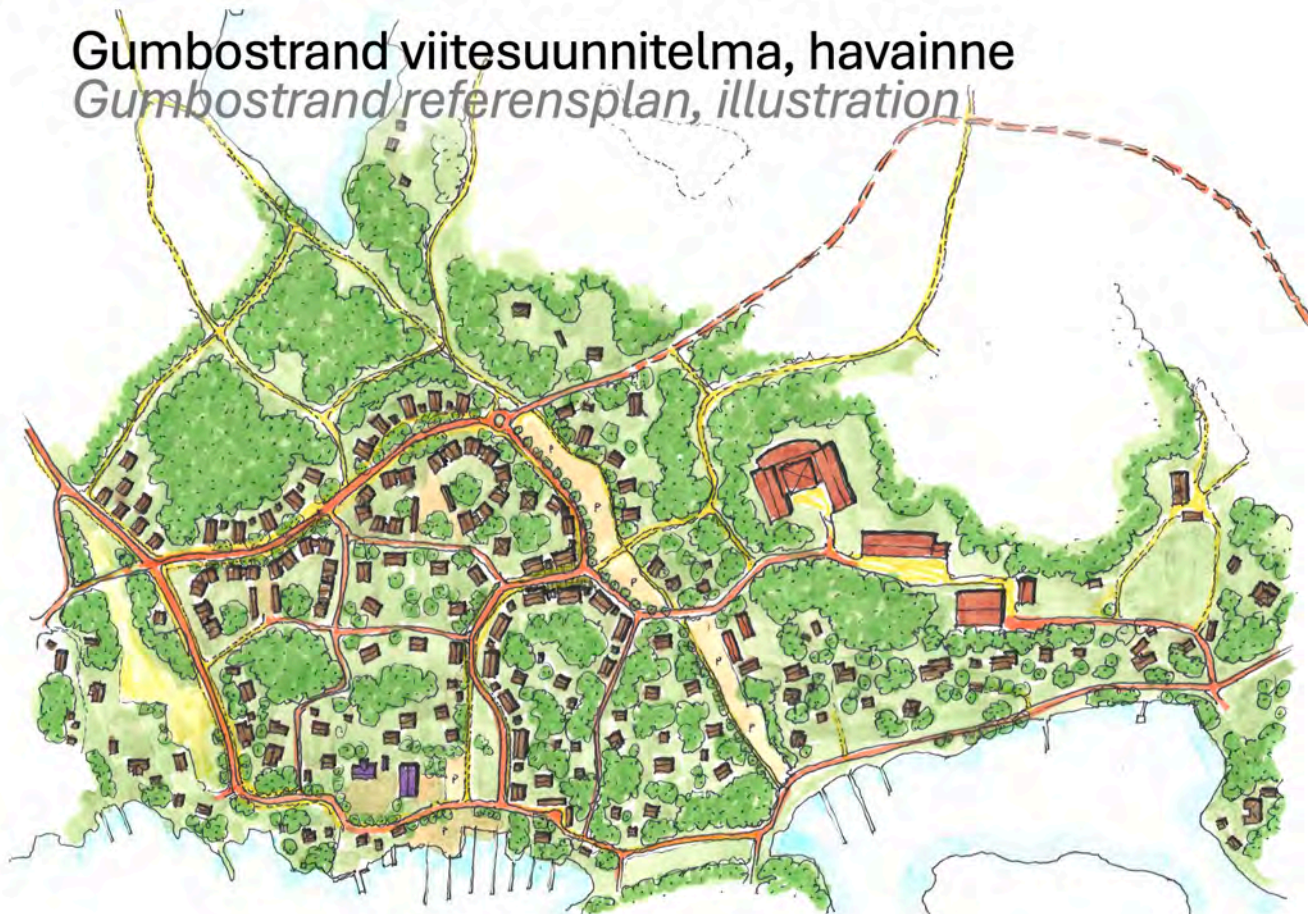 Gumbostrand viitesuunnitelma, havainne
Gumbostrand referensplan, illustration
P
P
P
P
P
P
P